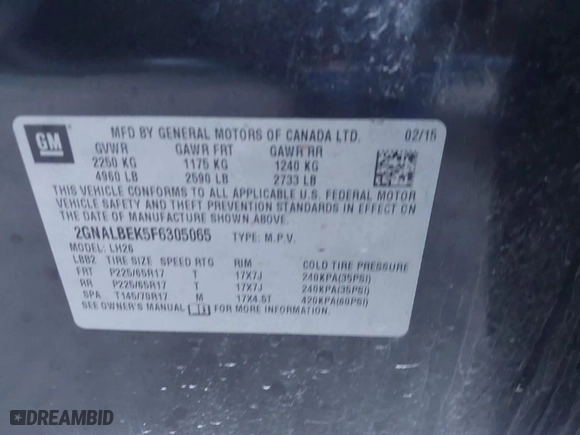 GM
MFD BY GENERAL MOTORS OF CANADA LTD. 02/15
GVWR GAWR FRT GAWR RR
2250 KG 1175 KG 1240 KG
4960 LB 2590 LB 2733 LB
THIS VEHICLE CONFORMS TO ALL APPLICABLE U.S. FEDERAL MOTOR
VEHICLE SAFETY AND THEFT PREVENTION STANDARDS IN EFFECT ON
THE DATE OF MANUFACTURE SHOWN ABOVE.
2GNALBEK5F6305065 TYPE: M.P.V.
MODEL: LH26
LBB2 TIRE SIZE SPEED RTG RIM COLD TIRE PRESSURE
FRT P225/65R17 T 17X7J 240KPA(35PSI)
RR P225/65R17 T 17X7J 240KPA(35PSI)
SPA T145/70R17 M 17X4.5T 420KPA(60PSI)
SEE OWNER'S MANUAL FOR MORE INFORMATION.
DREAMBID